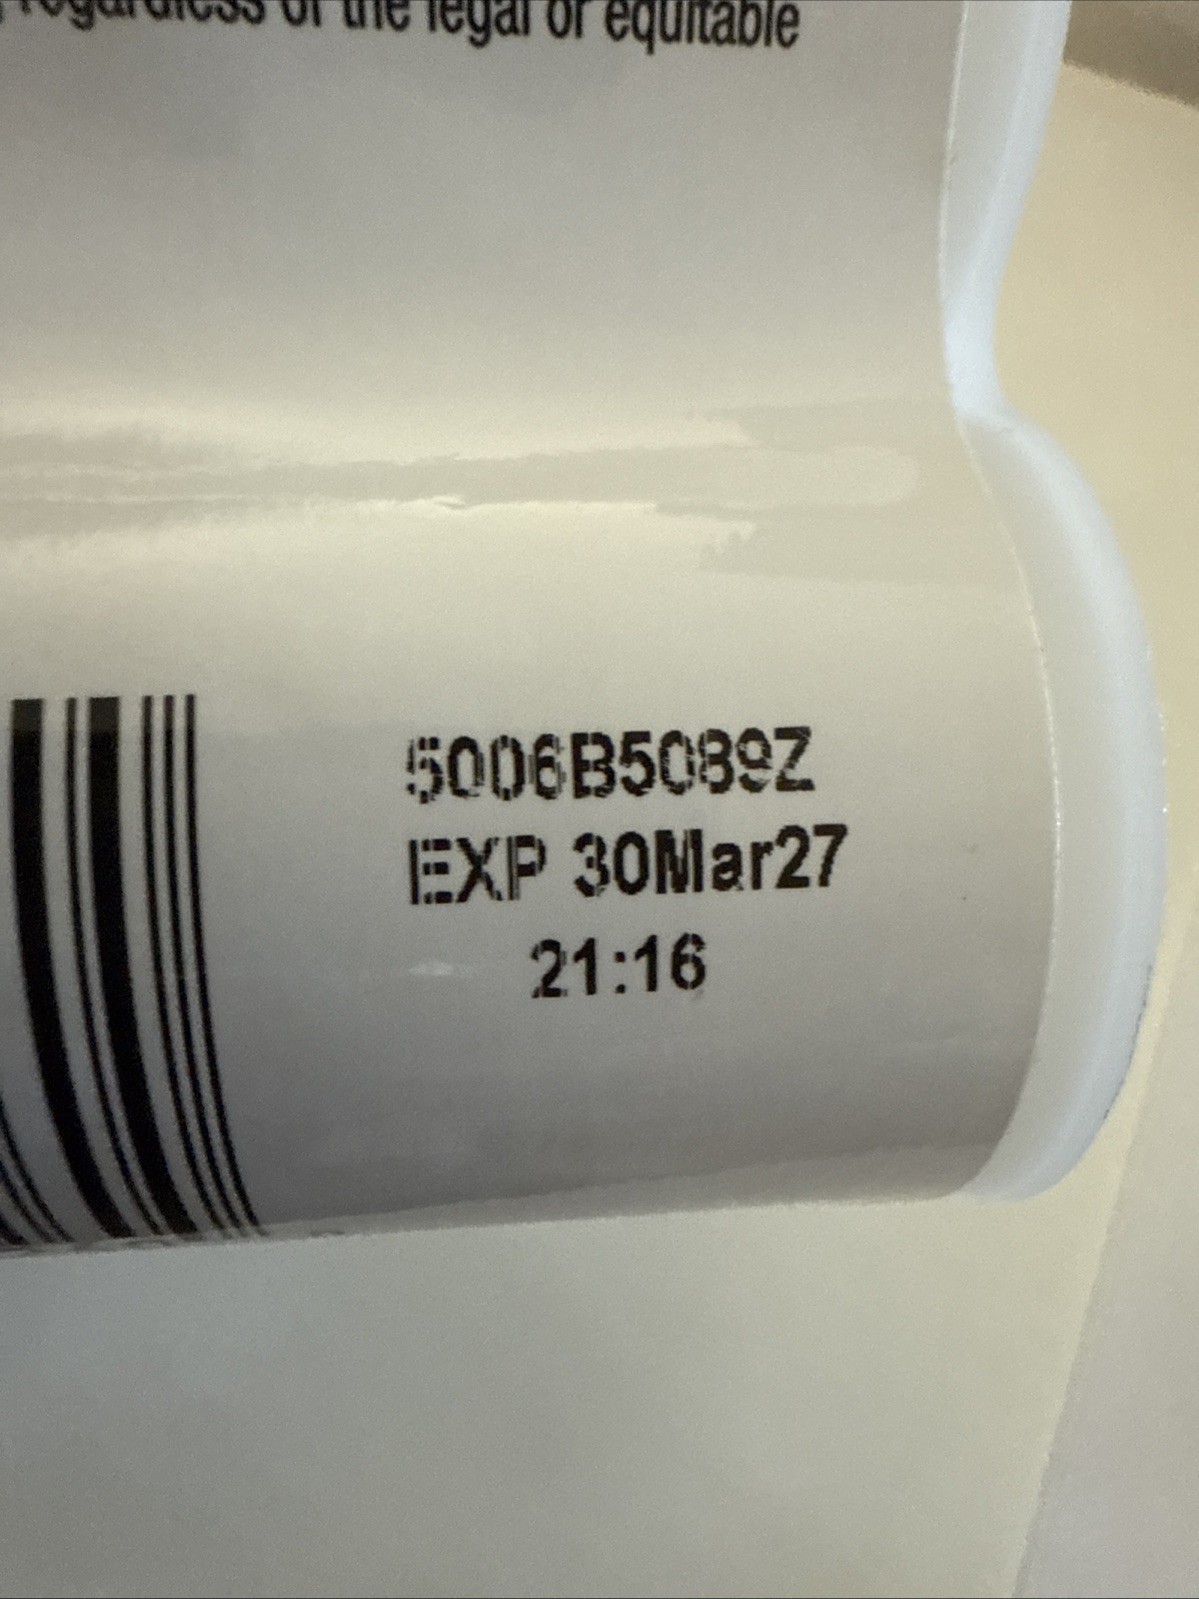 regardless of the legal or equitable
5006B5089Z
EXP 30Mar27
21:16